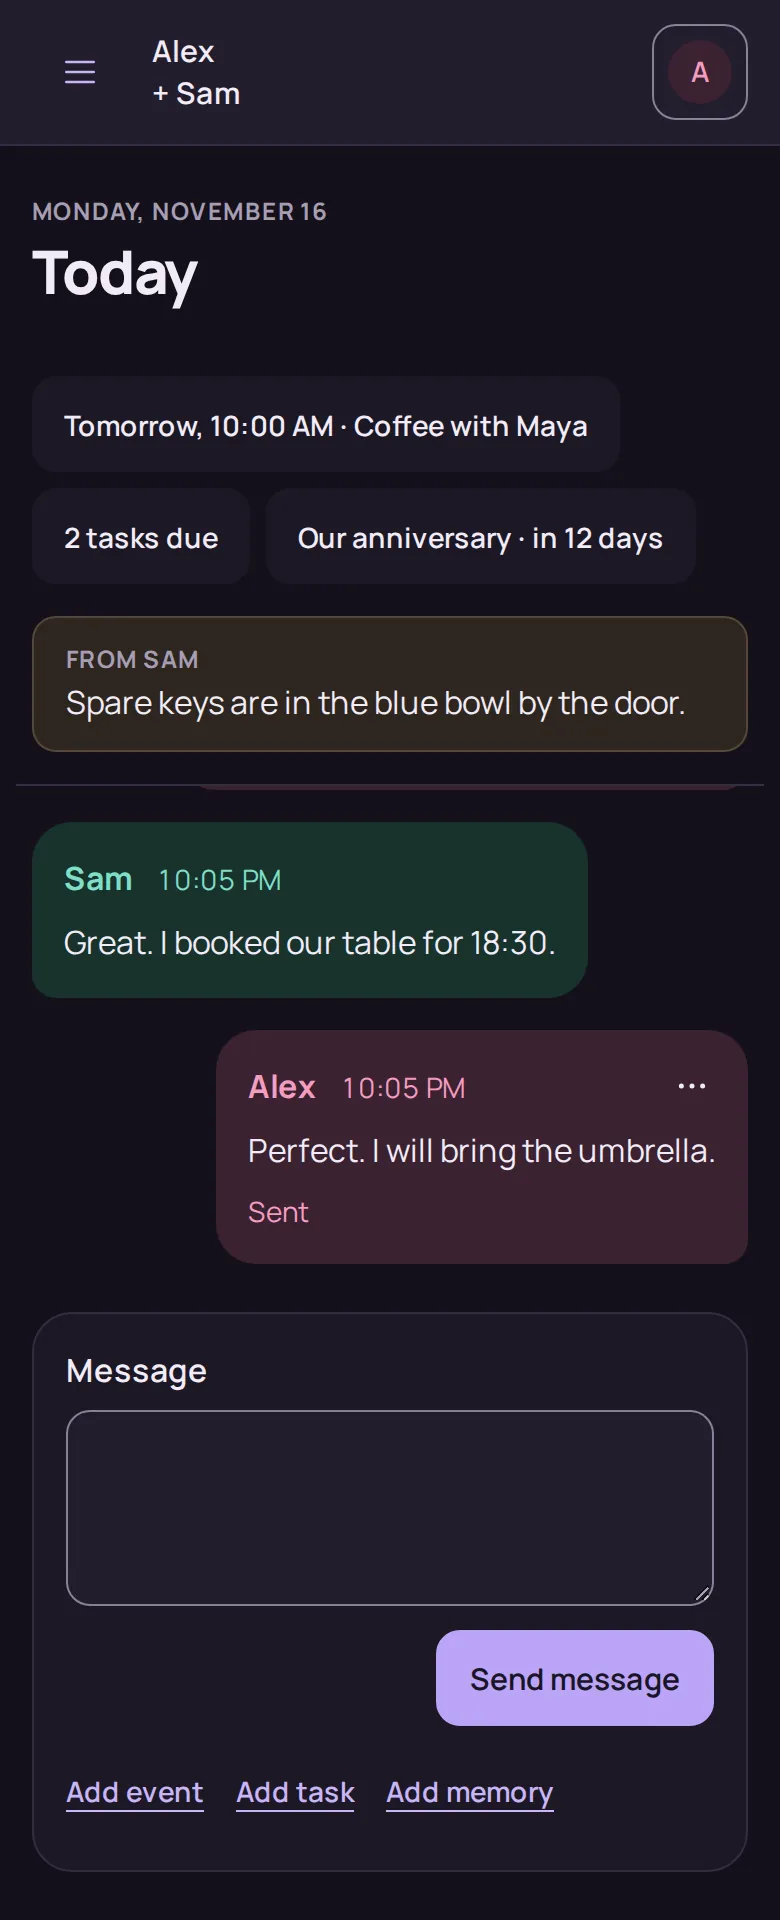 Alex
+ Sam
A
MONDAY, NOVEMBER 16
Today
Tomorrow, 10:00 AM · Coffee with Maya
2 tasks due
Our anniversary · in 12 days
FROM SAM
Spare keys are in the blue bowl by the door.
Sam 10:05 PM
Great. I booked our table for 18:30.
Alex 10:05 PM
Perfect. I will bring the umbrella.
Sent
Message
Send message
Add event Add task Add memory